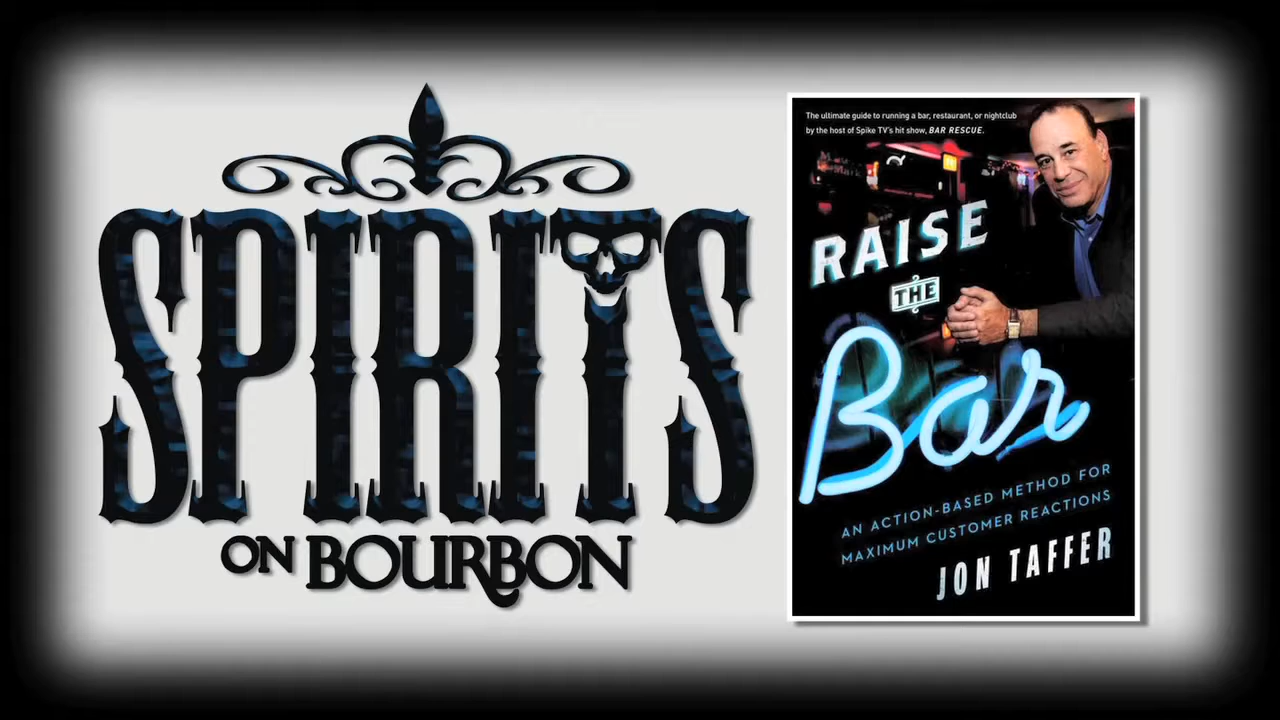 SPIRITS
ON BOURBON
The ultimate guide to running a bar, restaurant, or nightclub
by the host of Spike TV's hit show, BAR RESCUE.
RAISE
THE
Bar
AN ACTION-BASED METHOD FOR
MAXIMUM CUSTOMER REACTIONS
JON TAFFER